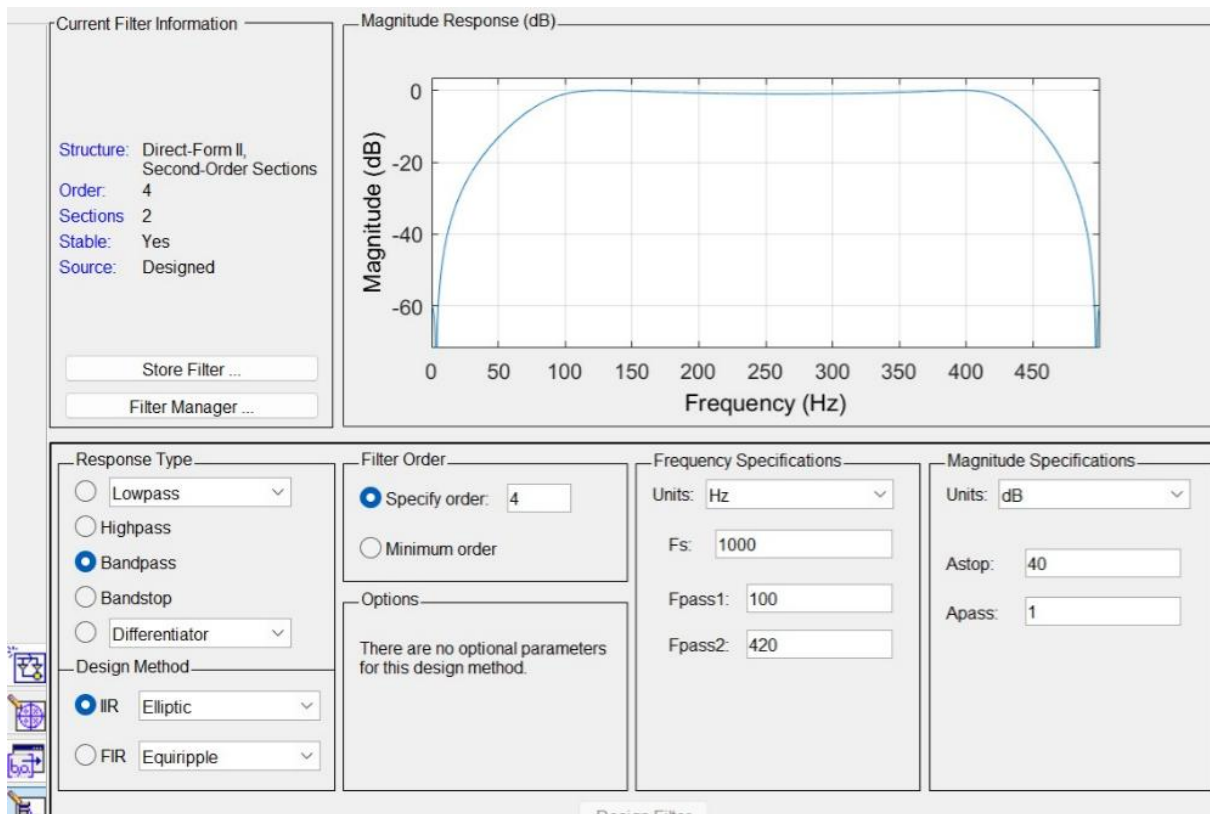 Current Filter Information
Structure: Direct-Form II,
Second-Order Sections
Order: 4
Sections 2
Stable: Yes
Source: Designed
Store Filter ...
Filter Manager ...
Magnitude Response (dB)
0
-20
-40
-60
Magnitude (dB)
0 50 100 150 200 250 300 350 400 450
Frequency (Hz)
Response Type
Lowpass
Highpass
Bandpass
Bandstop
Differentiator
Design Method
IIR Elliptic
FIR Equiripple
Filter Order
Specify order: 4
Minimum order
Options
There are no optional parameters
for this design method.
Frequency Specifications
Units: Hz
Fs: 1000
Fpass1: 100
Fpass2: 420
Magnitude Specifications
Units: dB
Astop: 40
Apass: 1
Design Filter